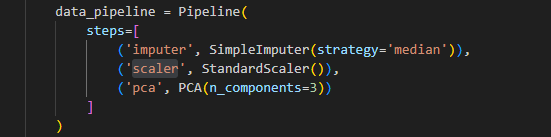 data_pipeline = Pipeline(
    steps=[
        ('imputer', SimpleImputer(strategy='median')),
        ('scaler', StandardScaler()),
        ('pca', PCA(n_components=3))
    ]
)